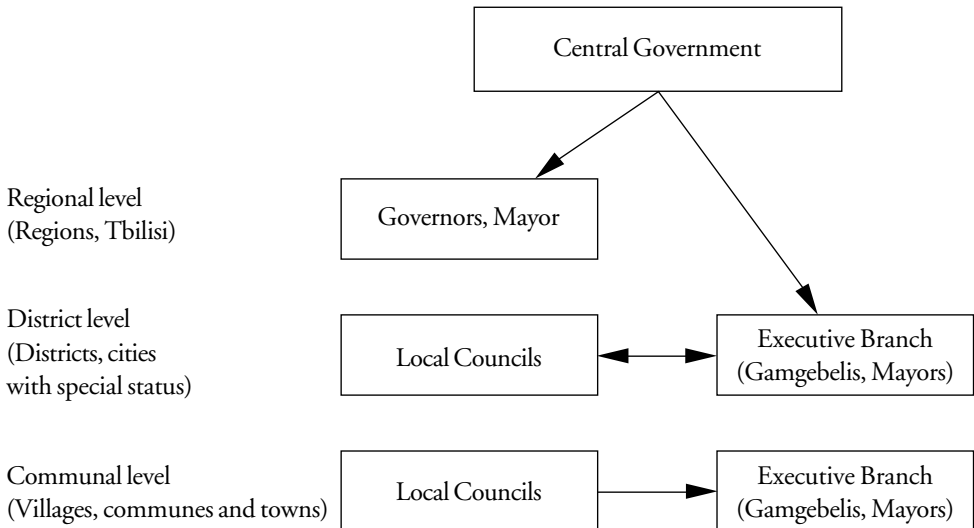 Central Government
Regional level
(Regions, Tbilisi)
Governors, Mayor
District level
(Districts, cities
with special status)
Local Councils
Executive Branch
(Gamgebelis, Mayors)
Communal level
(Villages, communes and towns)
Local Councils
Executive Branch
(Gamgebelis, Mayors)